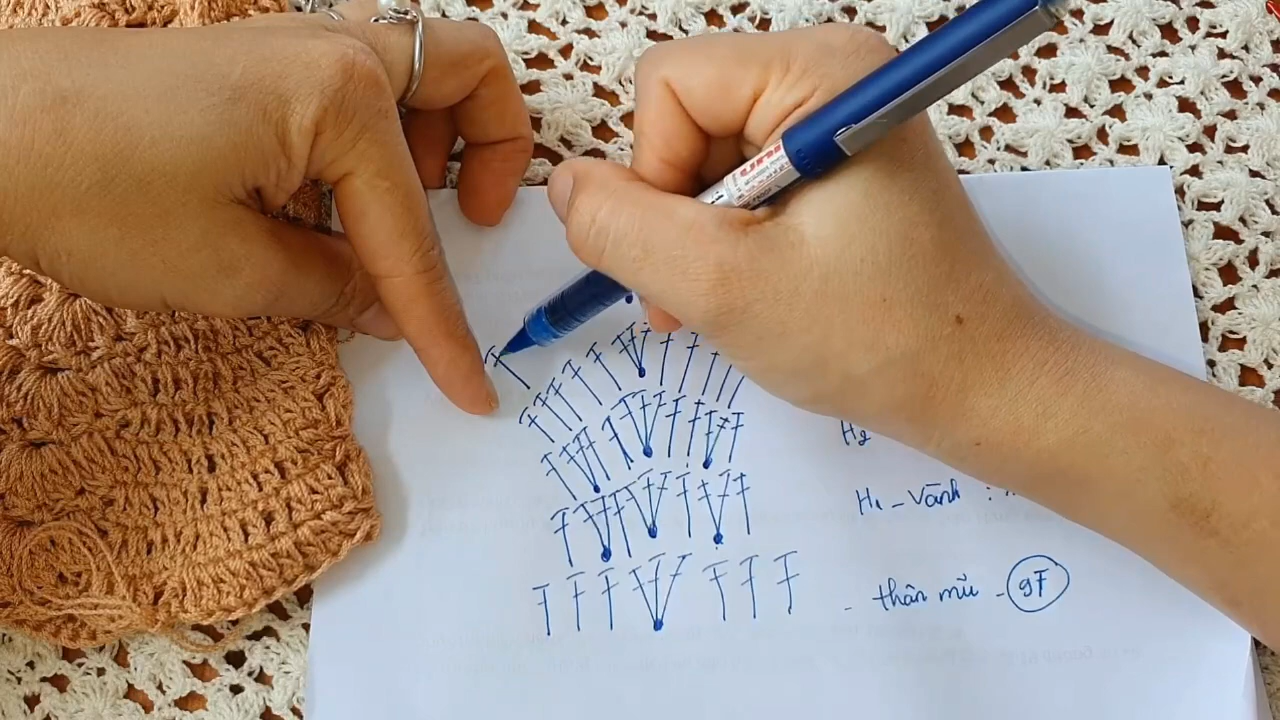 H2
H1 - Vành :
- thân mũ - 9F